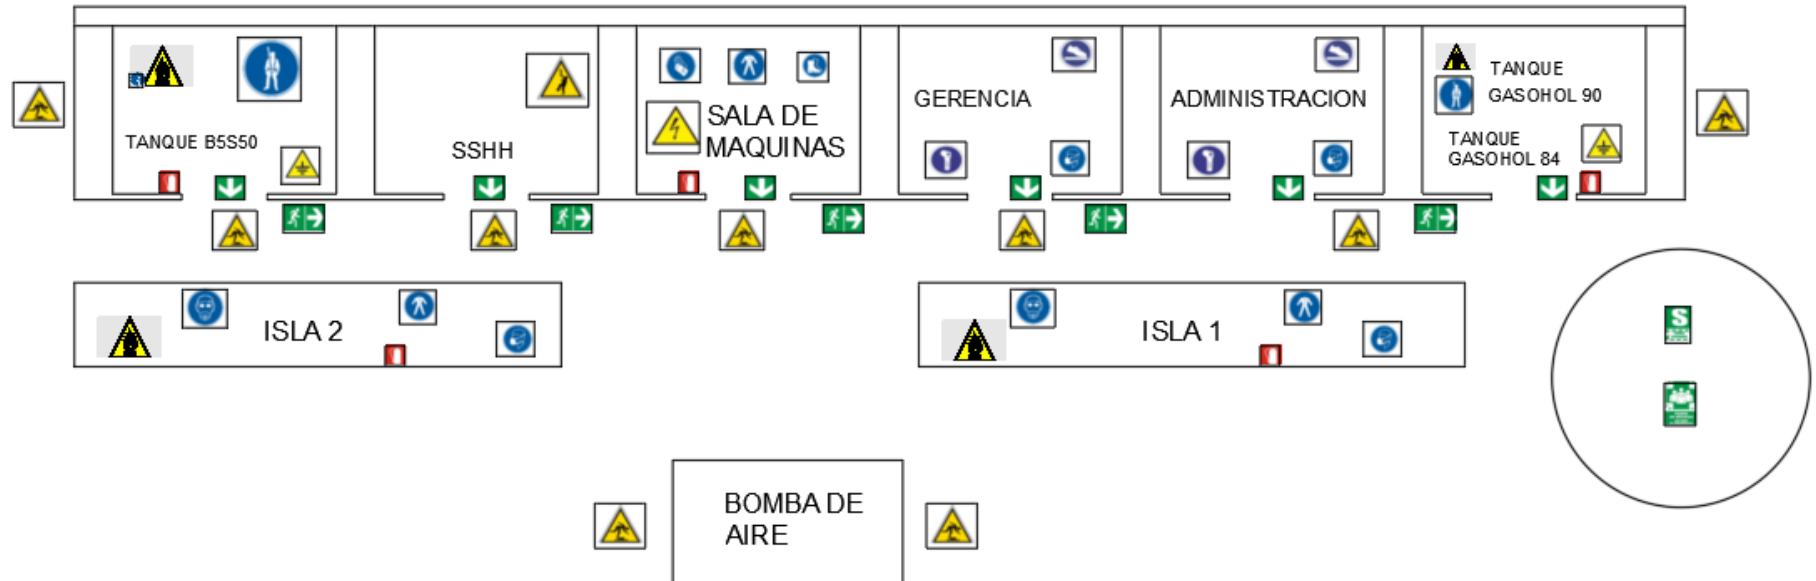 TANQUE B5S50
SSHH
SALA DE
MAQUINAS
GERENCIA
ADMINISTRACION
TANQUE
GASOHOL 90
TANQUE
GASOHOL 84
ISLA 2
ISLA 1
S
BOMBA DE
AIRE